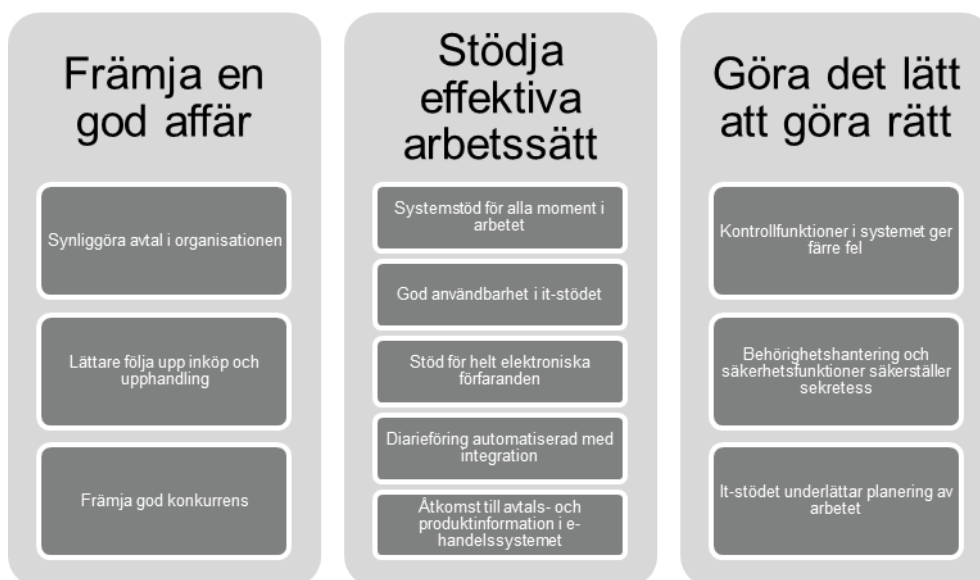 Främja en
god affär
Synliggöra avtal i organisationen
Lättare följa upp inköp och
upphandling
Främja god konkurrens
Stödja
effektiva
arbetssätt
Systemstöd för alla moment i
arbetet
God användbarhet i it-stödet
Stöd för helt elektroniska
förfaranden
Diarieföring automatiserad med
integration
Åtkomst till avtals- och
produktinformation i e-
handelssystemet
Göra det lätt
att göra rätt
Kontrollfunktioner i systemet ger
färre fel
Behörighetshantering och
säkerhetsfunktioner säkerställer
sekretess
It-stödet underlättar planering av
arbetet